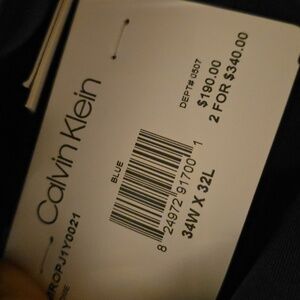 Calvin Klein
DEPT# 0507
$190.00
2 FOR $340.00
BLUE
8 24972 91700 1
34W X 32L